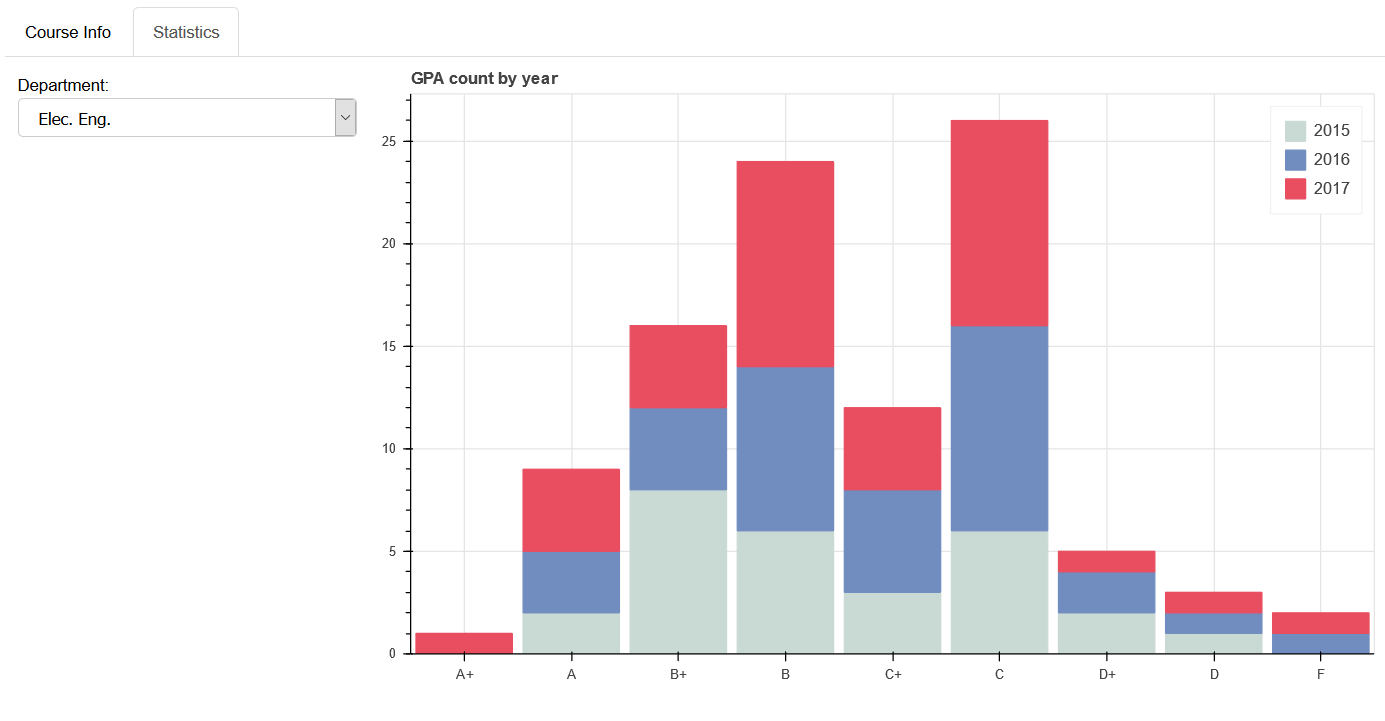 Course Info
Statistics
Department:
Elec. Eng.
GPA count by year
25
20
15
10
5
0
A+ A B+ B C+ C D+ D F
2015
2016
2017